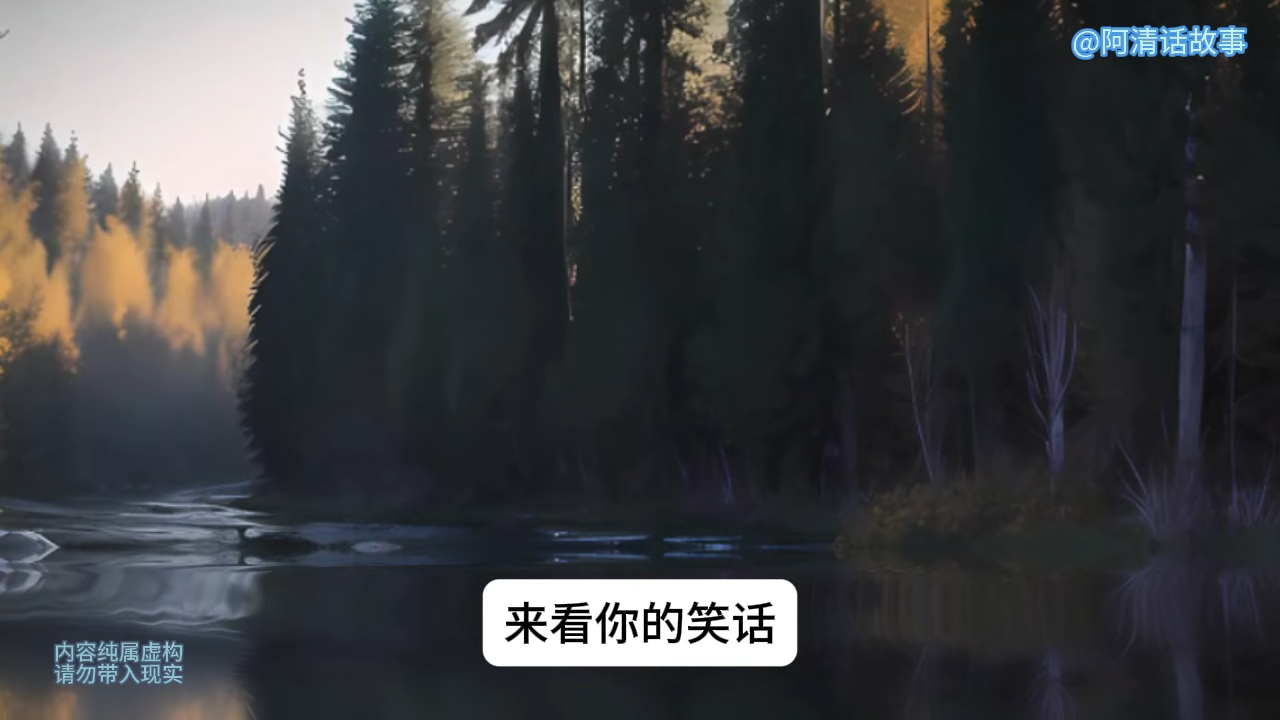 @阿清话故事
来看你的笑话
内容纯属虚构
请勿带入现实